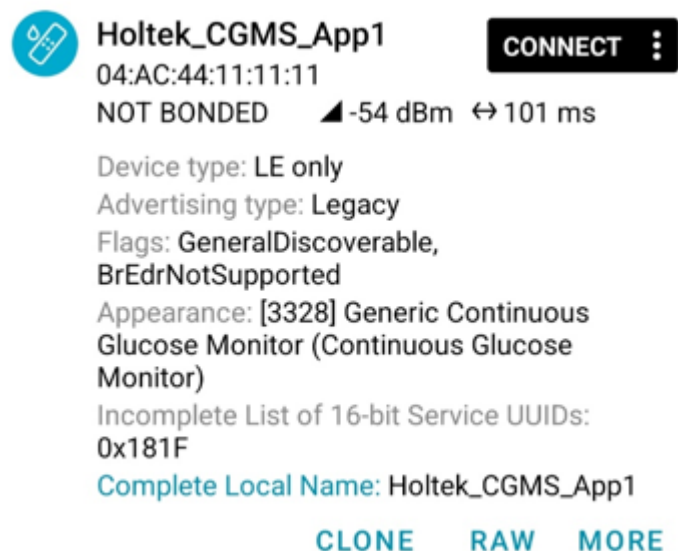 Holtek_CGMS_App1
CONNECT
04:AC:44:11:11:11
NOT BONDED -54 dBm ↔ 101 ms
Device type: LE only
Advertising type: Legacy
Flags: GeneralDiscoverable,
BrEdrNotSupported
Appearance: [3328] Generic Continuous
Glucose Monitor (Continuous Glucose
Monitor)
Incomplete List of 16-bit Service UUIDs:
0x181F
Complete Local Name: Holtek_CGMS_App1
CLONE RAW MORE